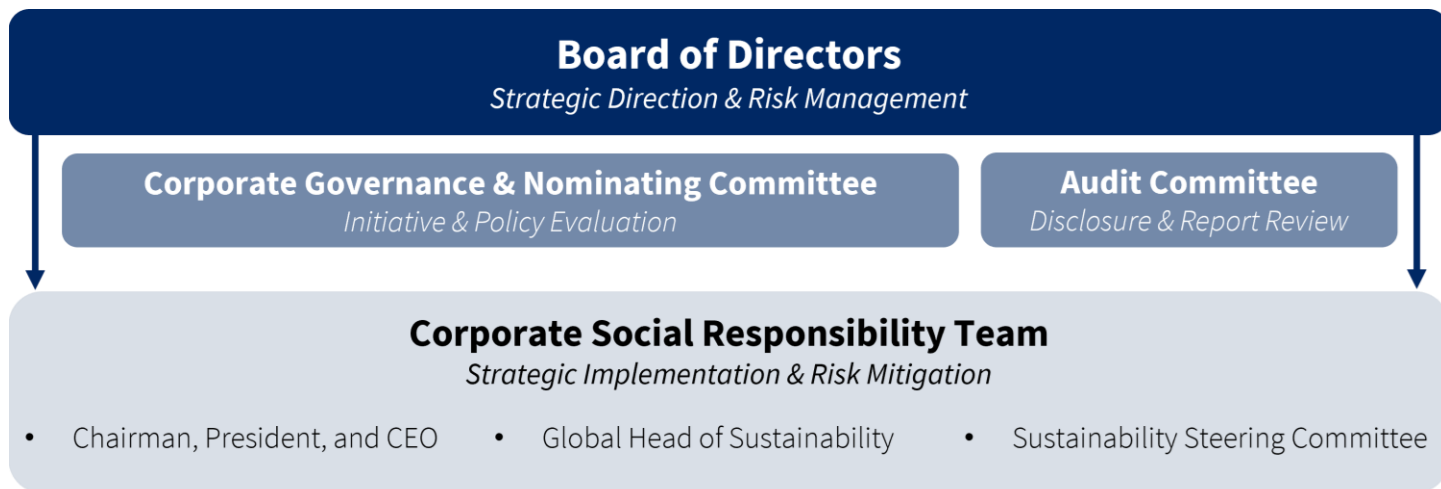 Board of Directors
Strategic Direction & Risk Management
Corporate Governance & Nominating Committee
Initiative & Policy Evaluation
Audit Committee
Disclosure & Report Review
Corporate Social Responsibility Team
Strategic Implementation & Risk Mitigation
• Chairman, President, and CEO
• Global Head of Sustainability
• Sustainability Steering Committee